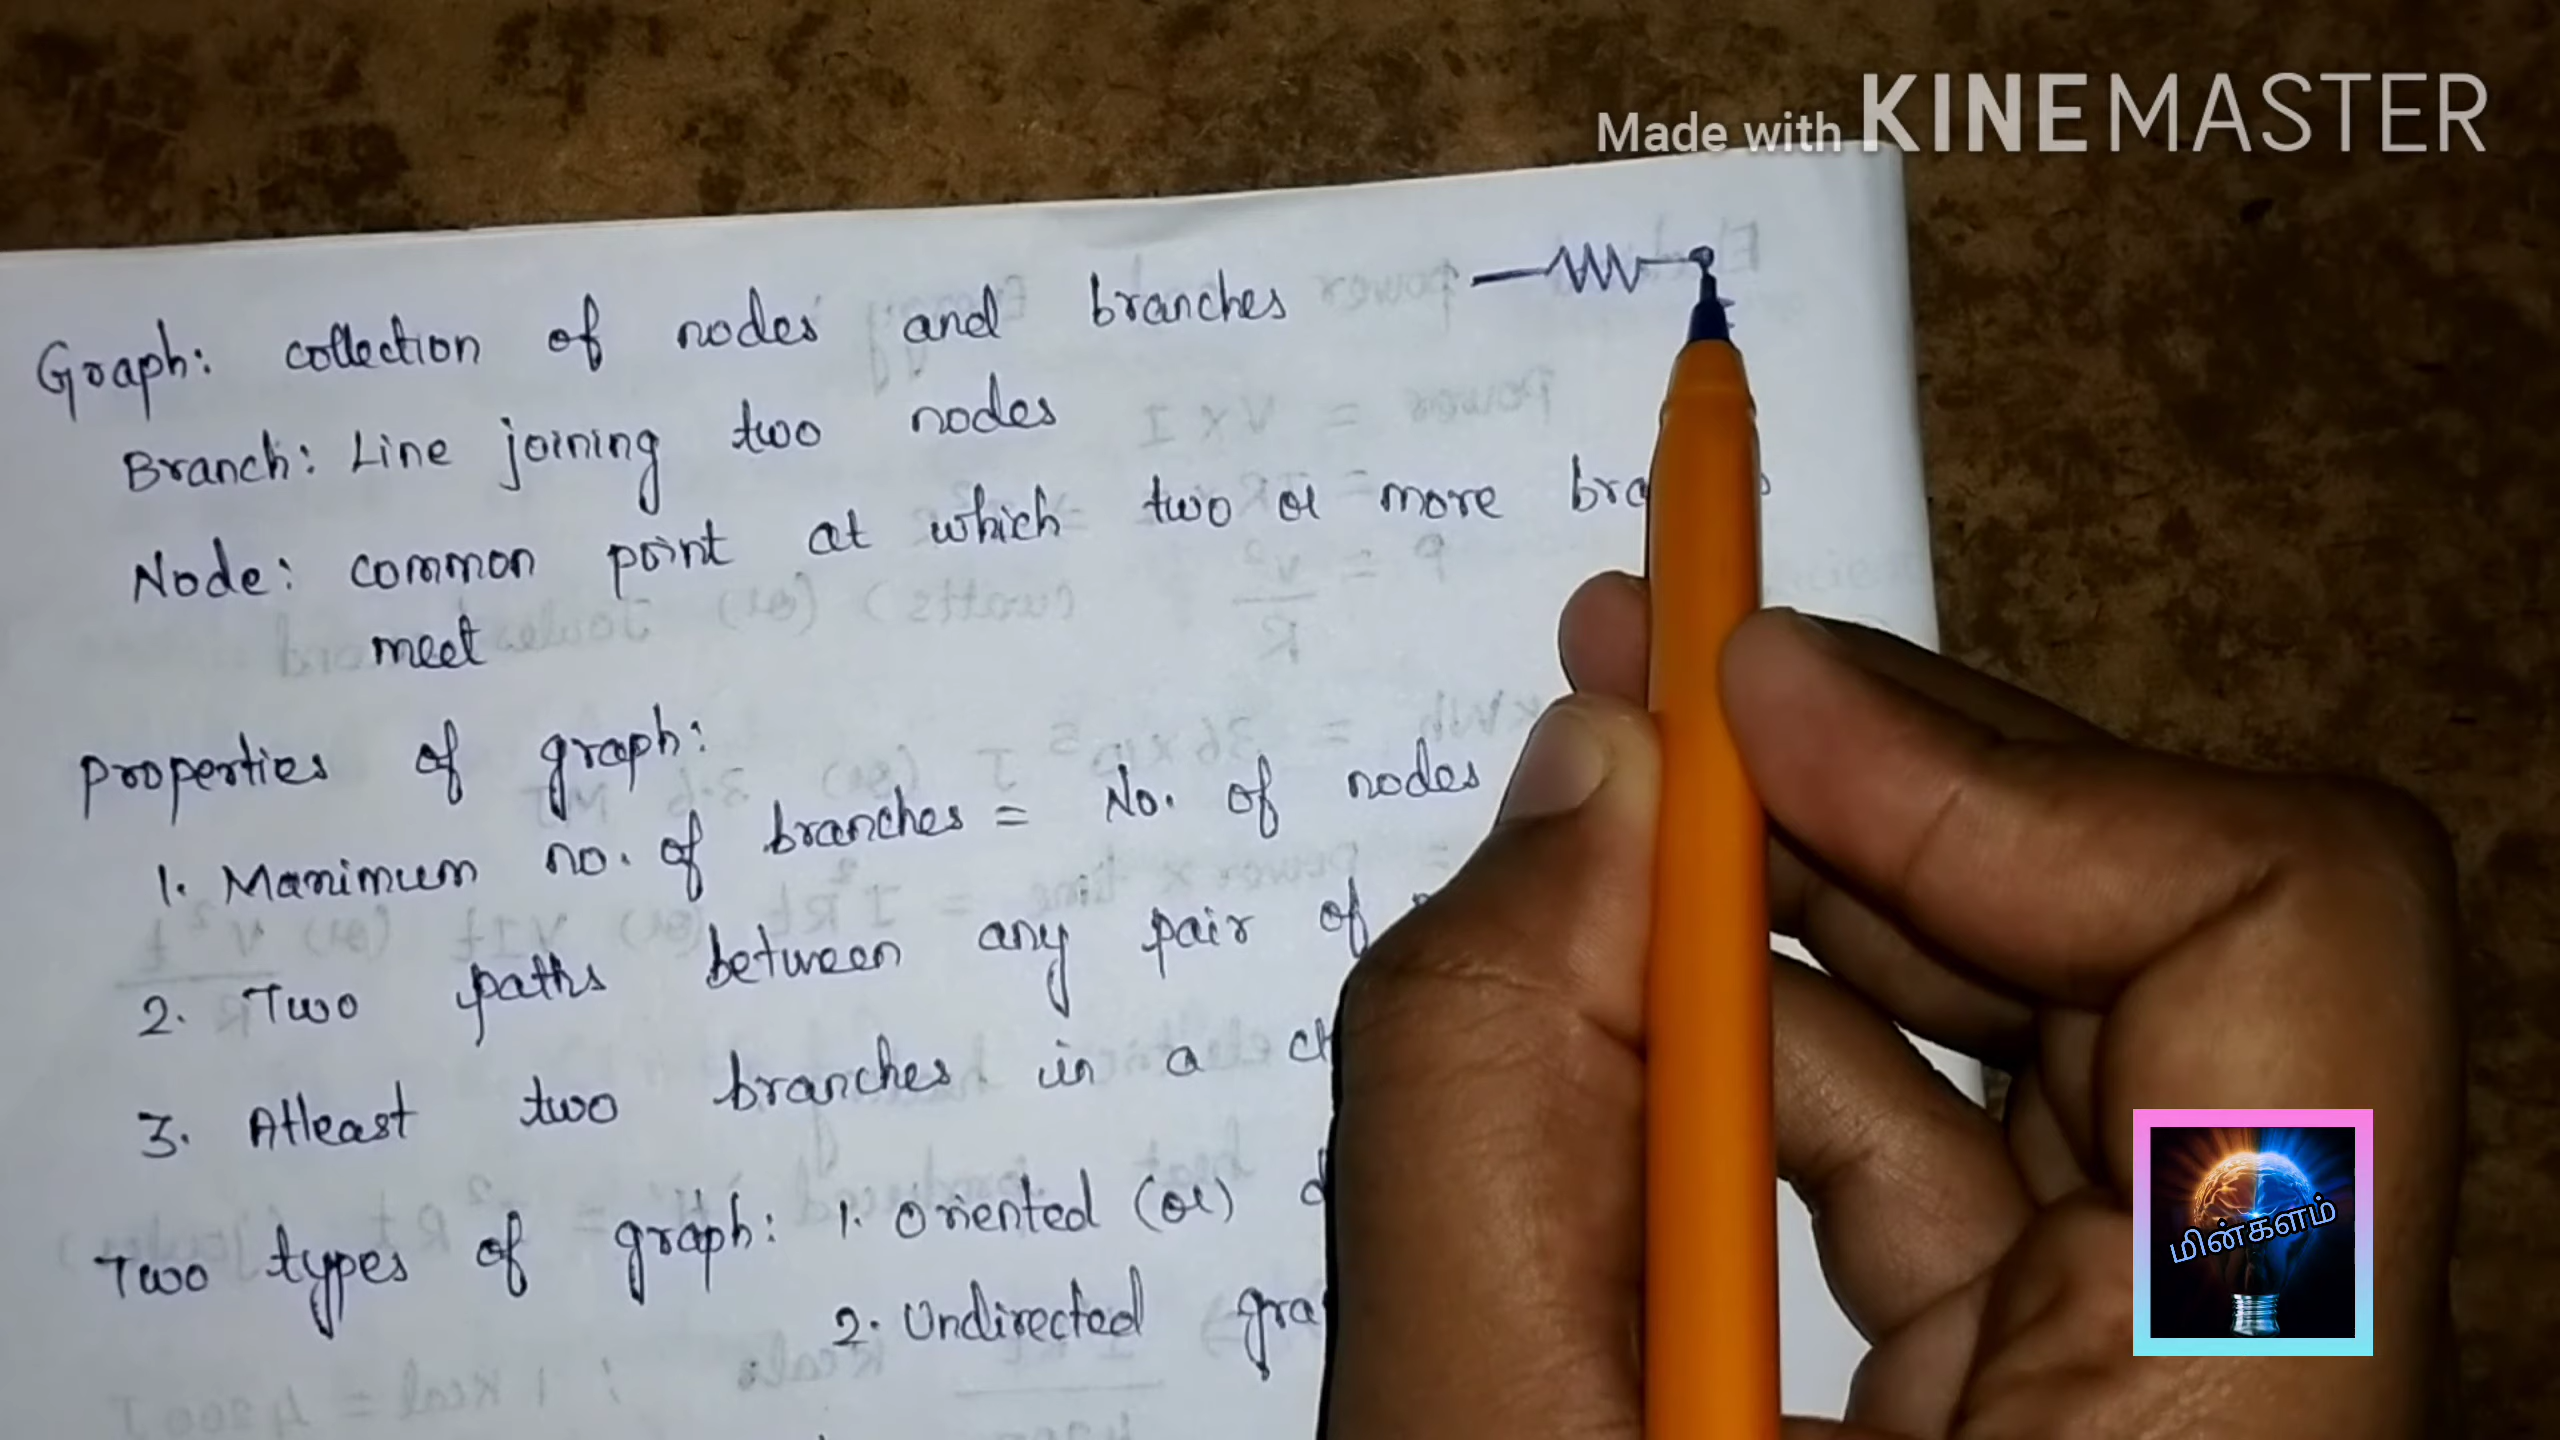 Made with KINEMASTER
Graph: collection of nodes and branches
Branch: Line joining two nodes
Node: common point at which two or more
meet
properties of graph:
1. Maximum no. of branches = No. of nodes
2. Two paths between any pair of
3. Atleast two branches in a
Two types of graph: 1. Oriented (or)
2. Undirected
மின்களம்